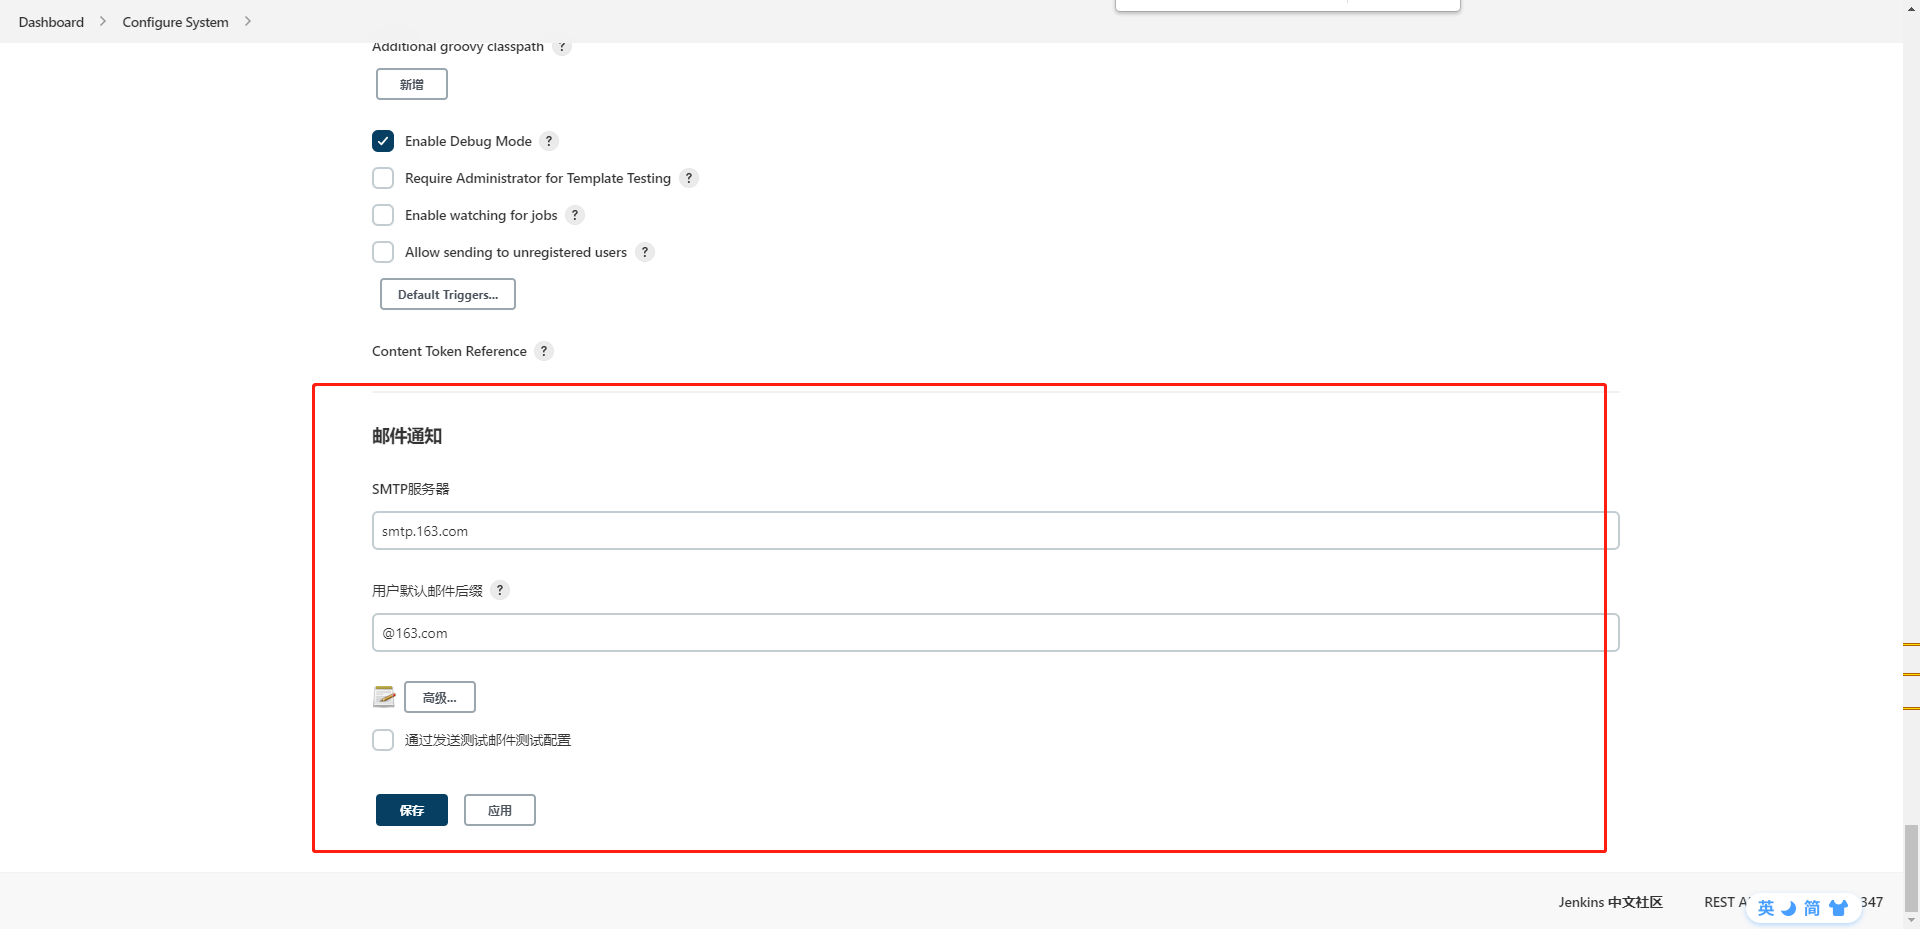 Dashboard
Configure System
Additional groovy classpath ?
新增
Enable Debug Mode ?
Require Administrator for Template Testing ?
Enable watching for jobs ?
Allow sending to unregistered users ?
Default Triggers...
Content Token Reference ?
邮件通知
SMTP服务器
smtp.163.com
用户默认邮件后缀 ?
@163.com
高级...
通过发送测试邮件测试配置
保存 应用
Jenkins 中文社区
REST A
英 简
347